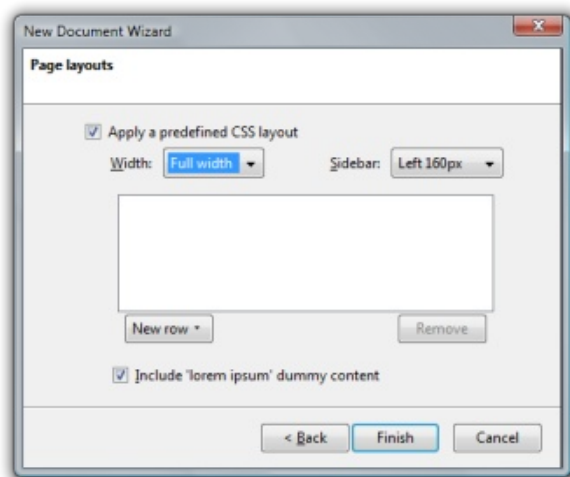 New Document Wizard
Page layouts
Apply a predefined CSS layout
Width: Full width Sidebar: Left 160px
New row Remove
Include 'lorem ipsum' dummy content
< Back Finish Cancel